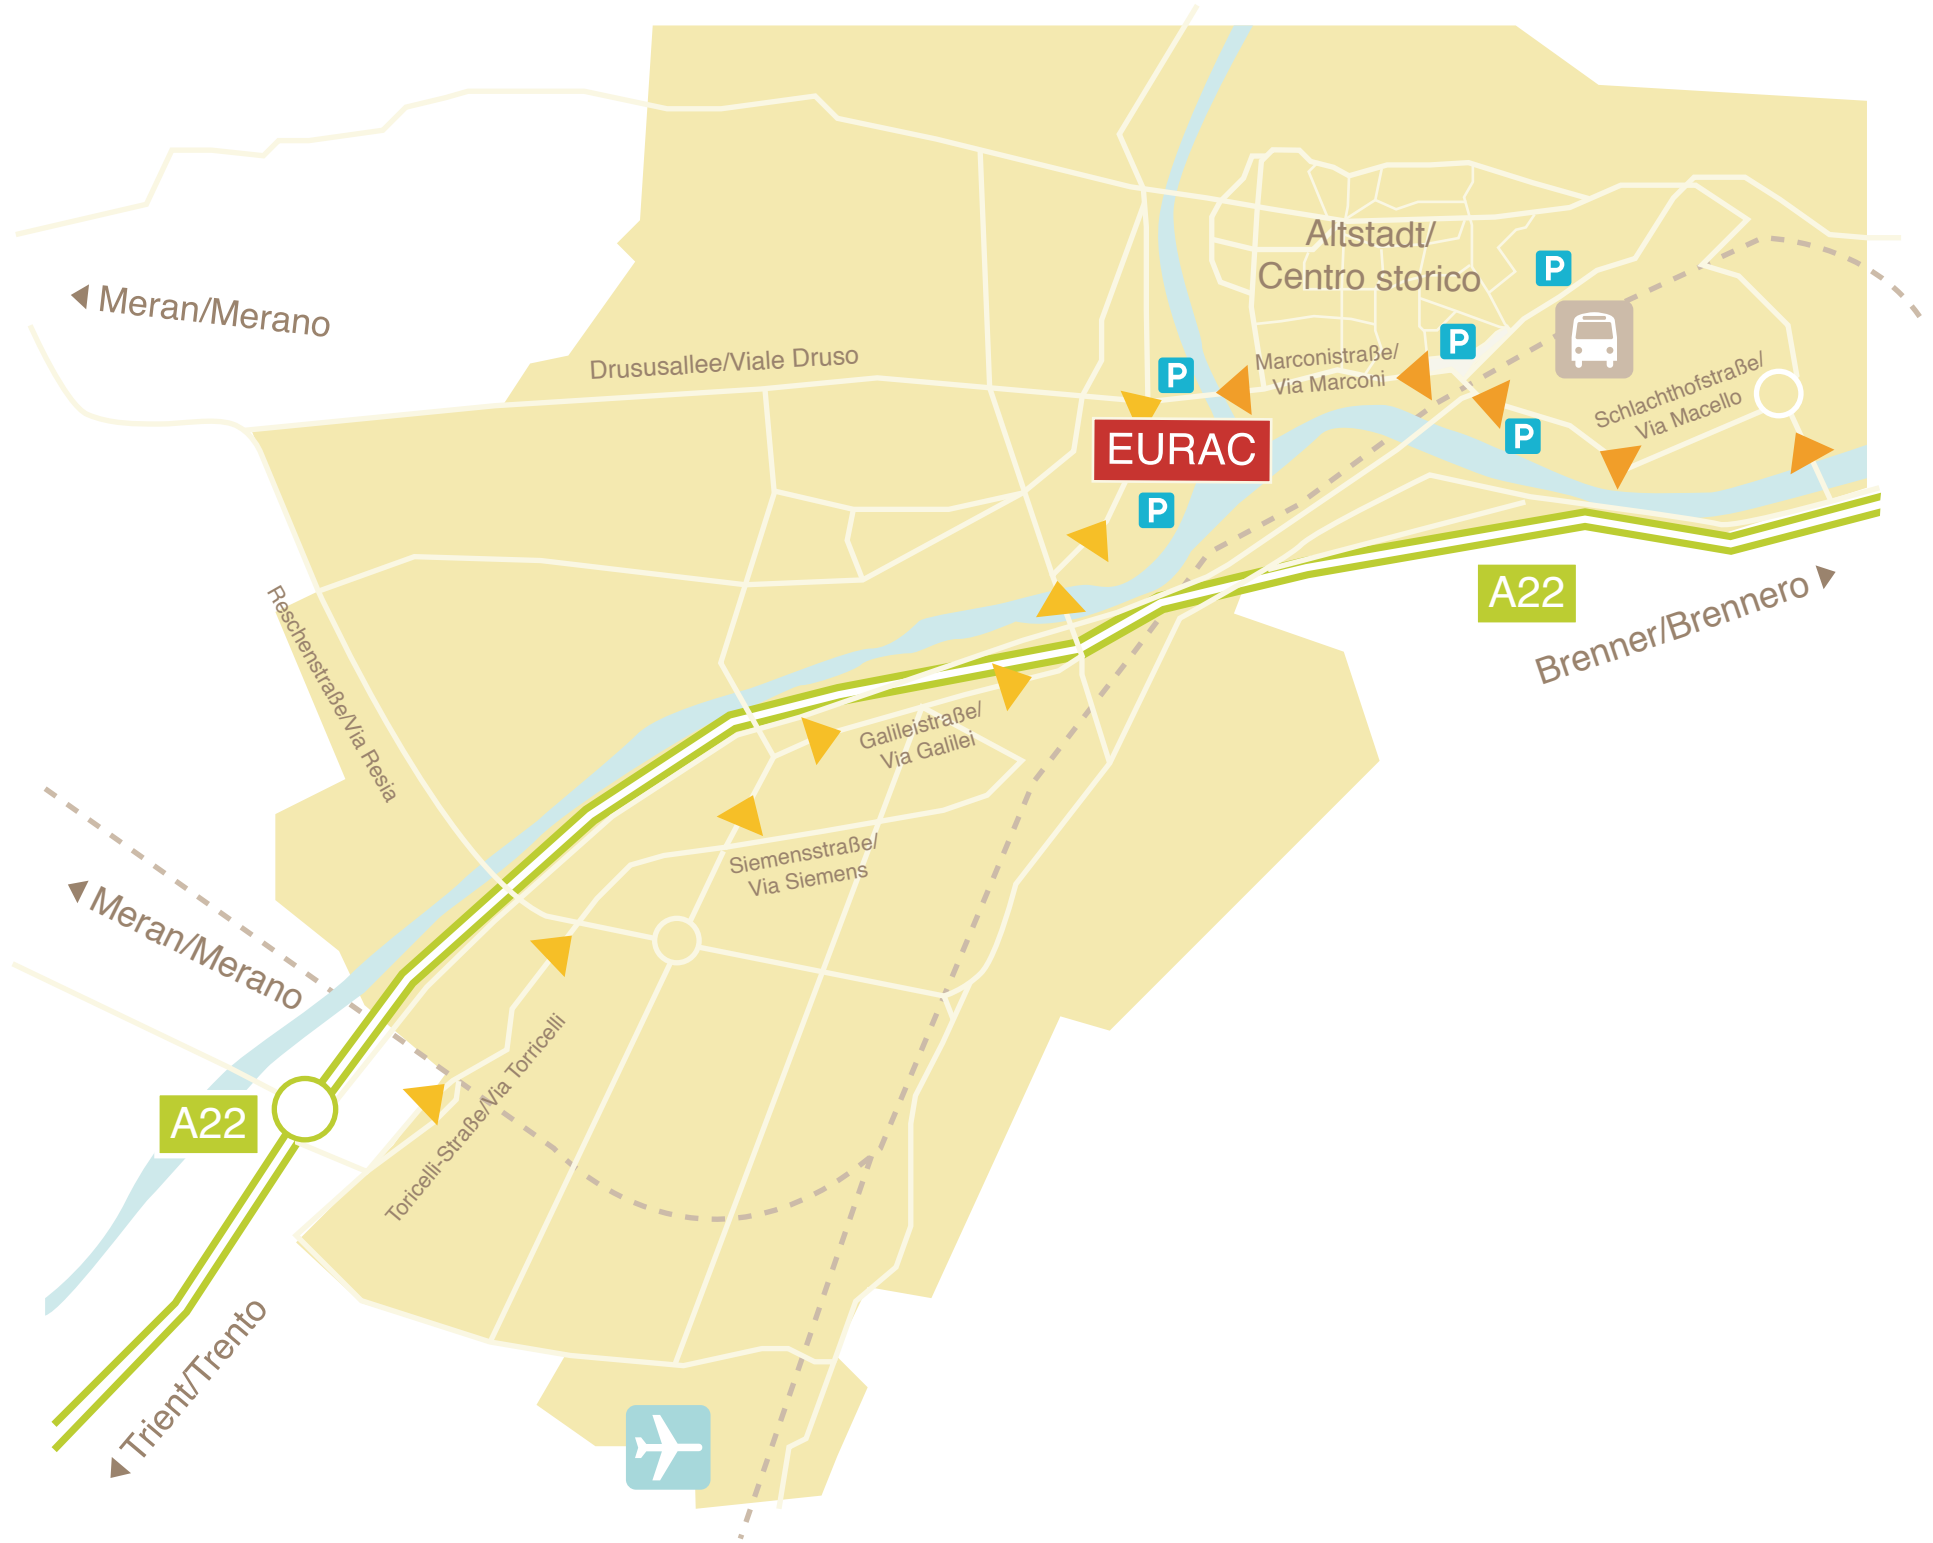 Altstadt/
Centro storico
P
Meran/Merano
P
Drususallee/Viale Druso
Marconistraße/
Via Marconi
P
Schlachthofstraße/
Via Macello
EURAC
P
P
A22
Brenner/Brennero
Reschenstraße/Via Resia
Galileistraße/
Via Galilei
Siemensstraße/
Via Siemens
Meran/Merano
Toricelli-Straße/Via Torricelli
A22
Trient/Trento